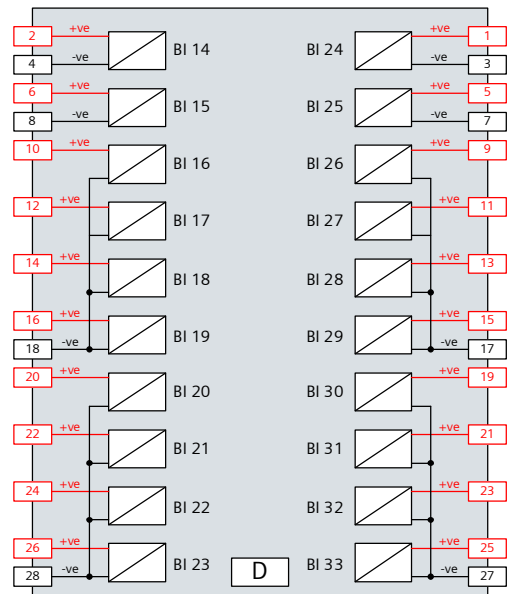 2 +ve BI 14 BI 24 +ve 1
4 -ve -ve 3
6 +ve BI 15 BI 25 +ve 5
8 -ve -ve 7
10 +ve BI 16 BI 26 +ve 9
12 +ve BI 17 BI 27 +ve 11
14 +ve BI 18 BI 28 +ve 13
16 +ve BI 19 BI 29 +ve 15
18 -ve -ve 17
20 +ve BI 20 BI 30 +ve 19
22 +ve BI 21 BI 31 +ve 21
24 +ve BI 22 BI 32 +ve 23
26 +ve BI 23 BI 33 +ve 25
28 -ve D -ve 27